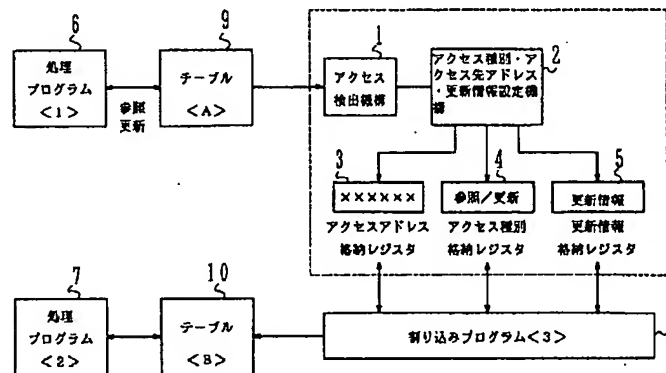 6
処理
プログラム
<1>
参照
更新
9
テーブル
<A>
1
アクセス
検出機構
2
アクセス種別・アク
セス先アドレス
・更新情報設定機
構
3
××××××
アクセスアドレス
格納レジスタ
4
参照／更新
アクセス種別
格納レジスタ
5
更新情報
更新情報
格納レジスタ
7
処理
プログラム
<2>
10
テーブル
<B>
割り込みプログラム<3>